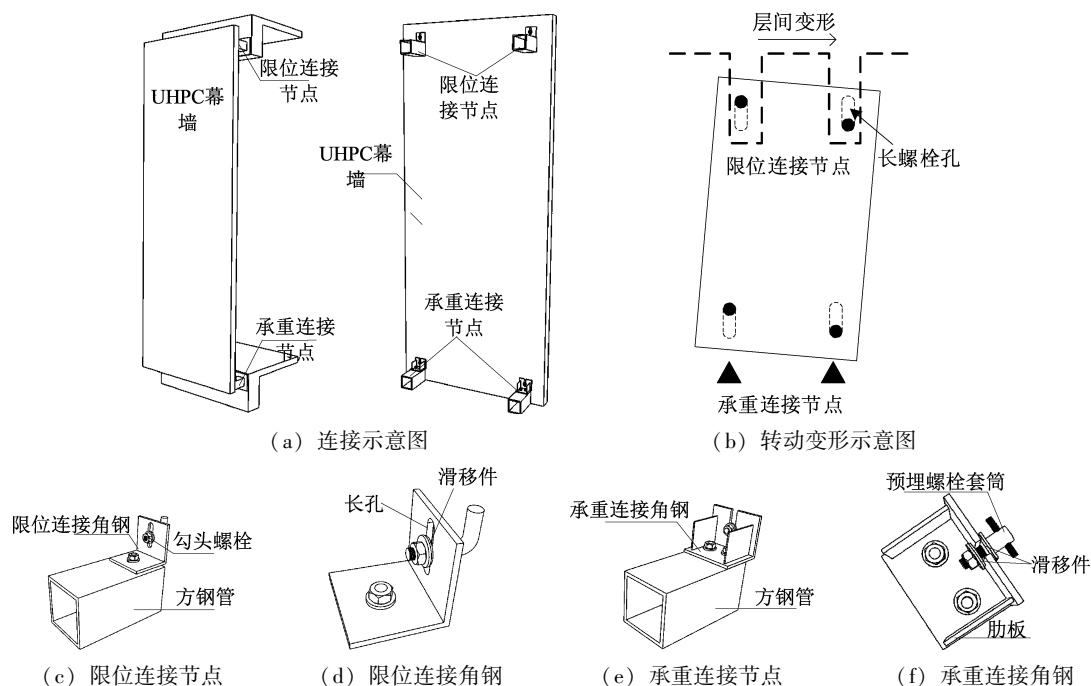 限位连接
节点
UHPC幕
墙
承重连接
节点
限位连
接节点
UHPC幕
墙
承重连接
节点
(a) 连接示意图
层间变形
长螺栓孔
限位连接节点
承重连接节点
(b) 转动变形示意图
限位连接角钢
勾头螺栓
方钢管
(c) 限位连接节点
滑移件
长孔
(d) 限位连接角钢
承重连接角钢
方钢管
(e) 承重连接节点
预埋螺栓套筒
滑移件
肋板
(f) 承重连接角钢